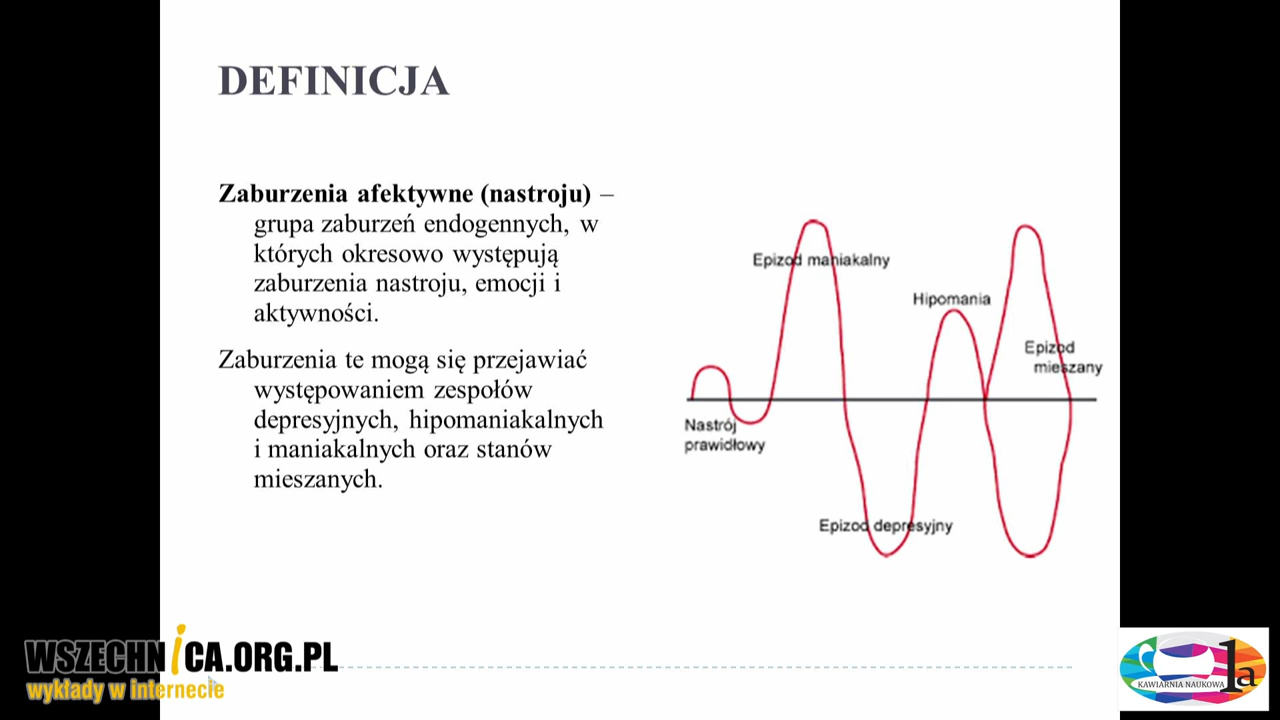 DEFINICJA
Zaburzenia afektywne (nastroju) –
grupa zaburzeń endogennych, w
których okresowo występują
zaburzenia nastroju, emocji i
aktywności.
Zaburzenia te mogą się przejawiać
występowaniem zespołów
depresyjnych, hipomaniakalnych
i maniakalnych oraz stanów
mieszanych.
Epizod maniakalny
Hipomania
Epizod
mieszany
Nastrój
prawidłowy
Epizod depresyjny
WSZECHNiCA.ORG.PL
wykłady w internecie
KAWIARNIA NAUKOWA 1a